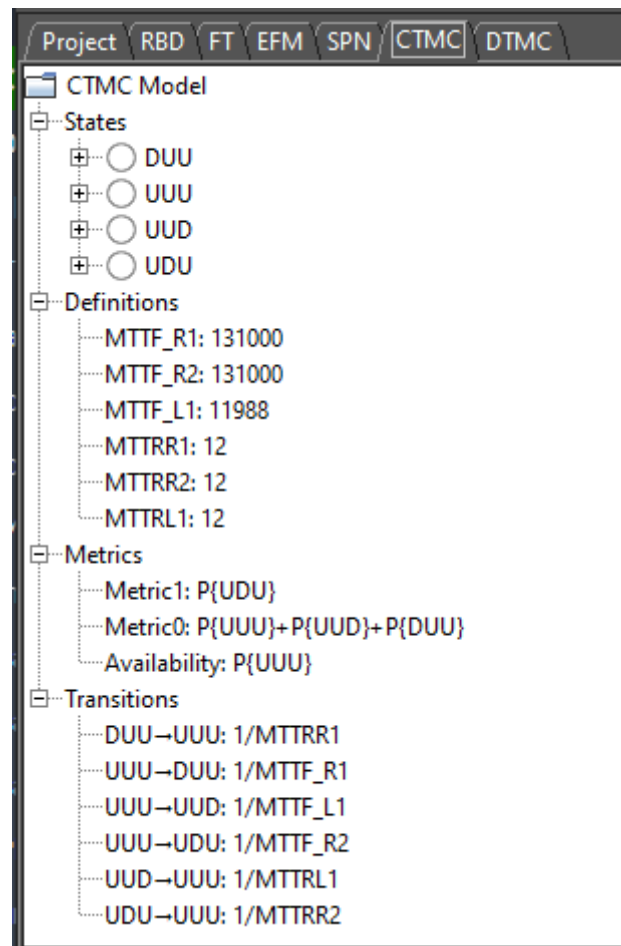 Project RBD FT EFM SPN CTMC DTMC
CTMC Model
States
DUU
UUU
UUD
UDU
Definitions
MTTF_R1: 131000
MTTF_R2: 131000
MTTF_L1: 11988
MTTRR1: 12
MTTRR2: 12
MTTRL1: 12
Metrics
Metric1: P{UDU}
Metric0: P{UUU}+P{UUD}+P{DUU}
Availability: P{UUU}
Transitions
DUU→UUU: 1/MTTRR1
UUU→DUU: 1/MTTF_R1
UUU→UUD: 1/MTTF_L1
UUU→UDU: 1/MTTF_R2
UUD→UUU: 1/MTTRL1
UDU→UUU: 1/MTTRR2